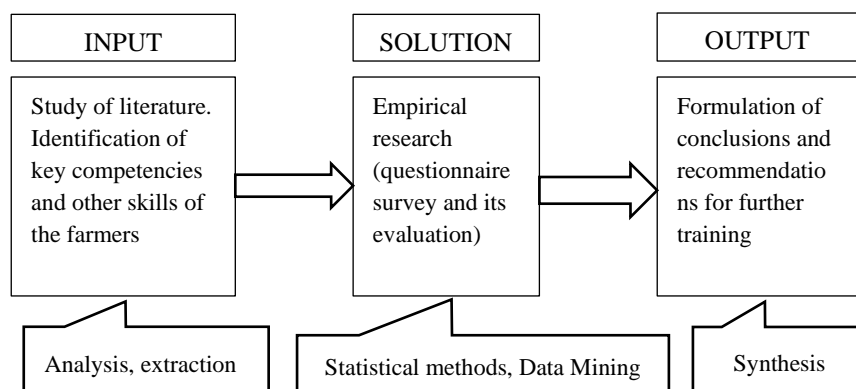 INPUT
Study of literature.
Identification of
key competencies
and other skills of
the farmers
Analysis, extraction
SOLUTION
Empirical
research
(questionnaire
survey and its
evaluation)
Statistical methods, Data Mining
OUTPUT
Formulation of
conclusions and
recommendatio
ns for further
training
Synthesis